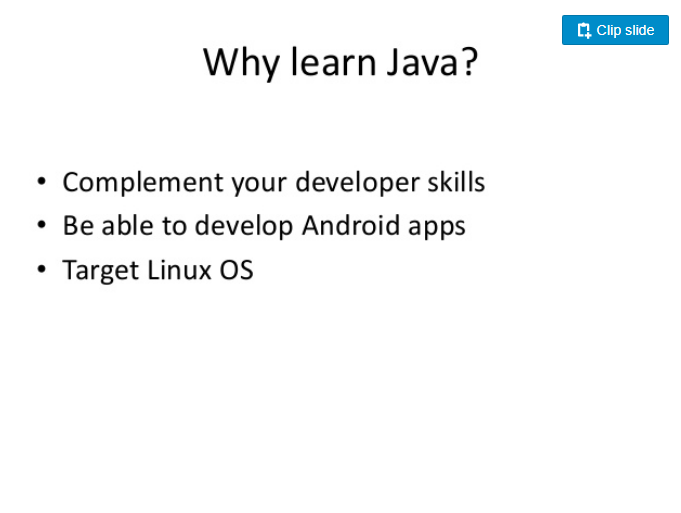 Clip slide
Why learn Java?
• Complement your developer skills
• Be able to develop Android apps
• Target Linux OS